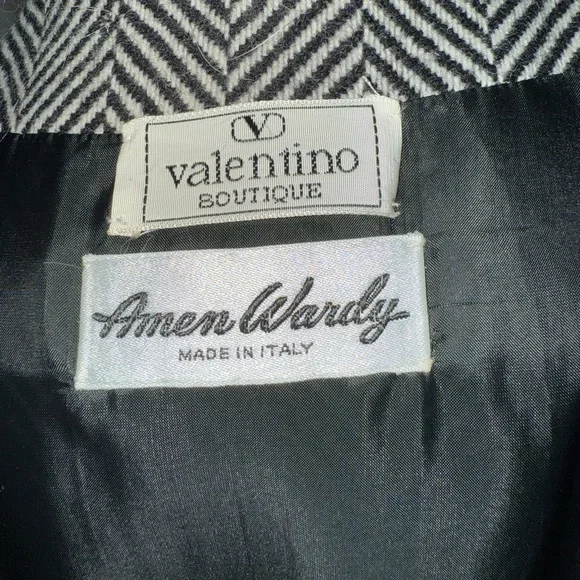 V
valentino
BOUTIQUE
Amen Wardy
MADE IN ITALY